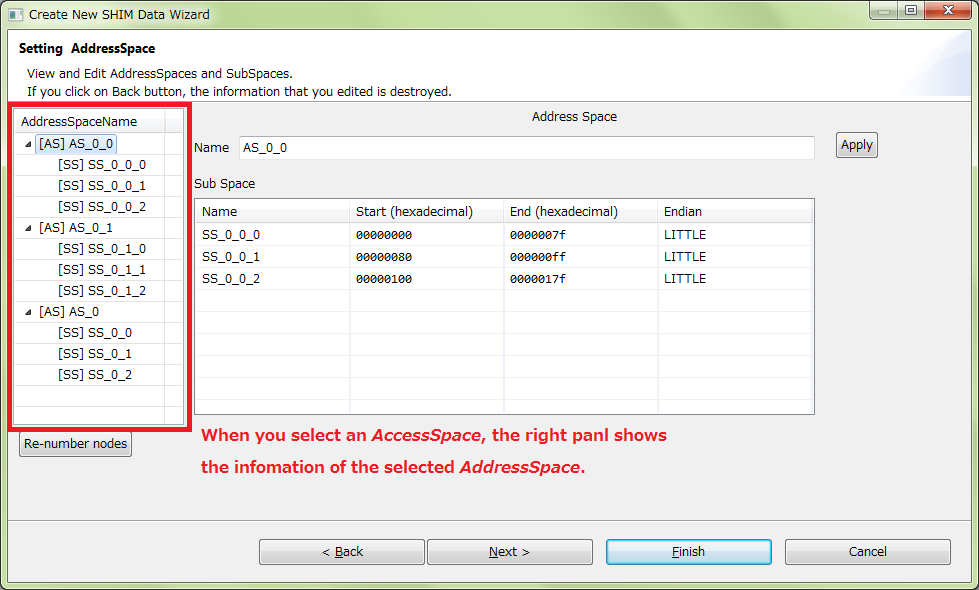 Create New SHIM Data Wizard
Setting AddressSpace
View and Edit AddressSpaces and SubSpaces.
If you click on Back button, the information that you edited is destroyed.
AddressSpaceName
[AS] AS_0_0
[SS] SS_0_0_0
[SS] SS_0_0_1
[SS] SS_0_0_2
[AS] AS_0_1
[SS] SS_0_1_0
[SS] SS_0_1_1
[SS] SS_0_1_2
[AS] AS_0
[SS] SS_0_0
[SS] SS_0_1
[SS] SS_0_2
Re-number nodes
Address Space
Name AS_0_0 Apply
Sub Space
Name Start (hexadecimal) End (hexadecimal) Endian
SS_0_0_0 00000000 0000007f LITTLE
SS_0_0_1 00000080 000000ff LITTLE
SS_0_0_2 00000100 0000017f LITTLE
When you select an AccessSpace, the right panl shows
the infomation of the selected AddressSpace.
< Back Next > Finish Cancel